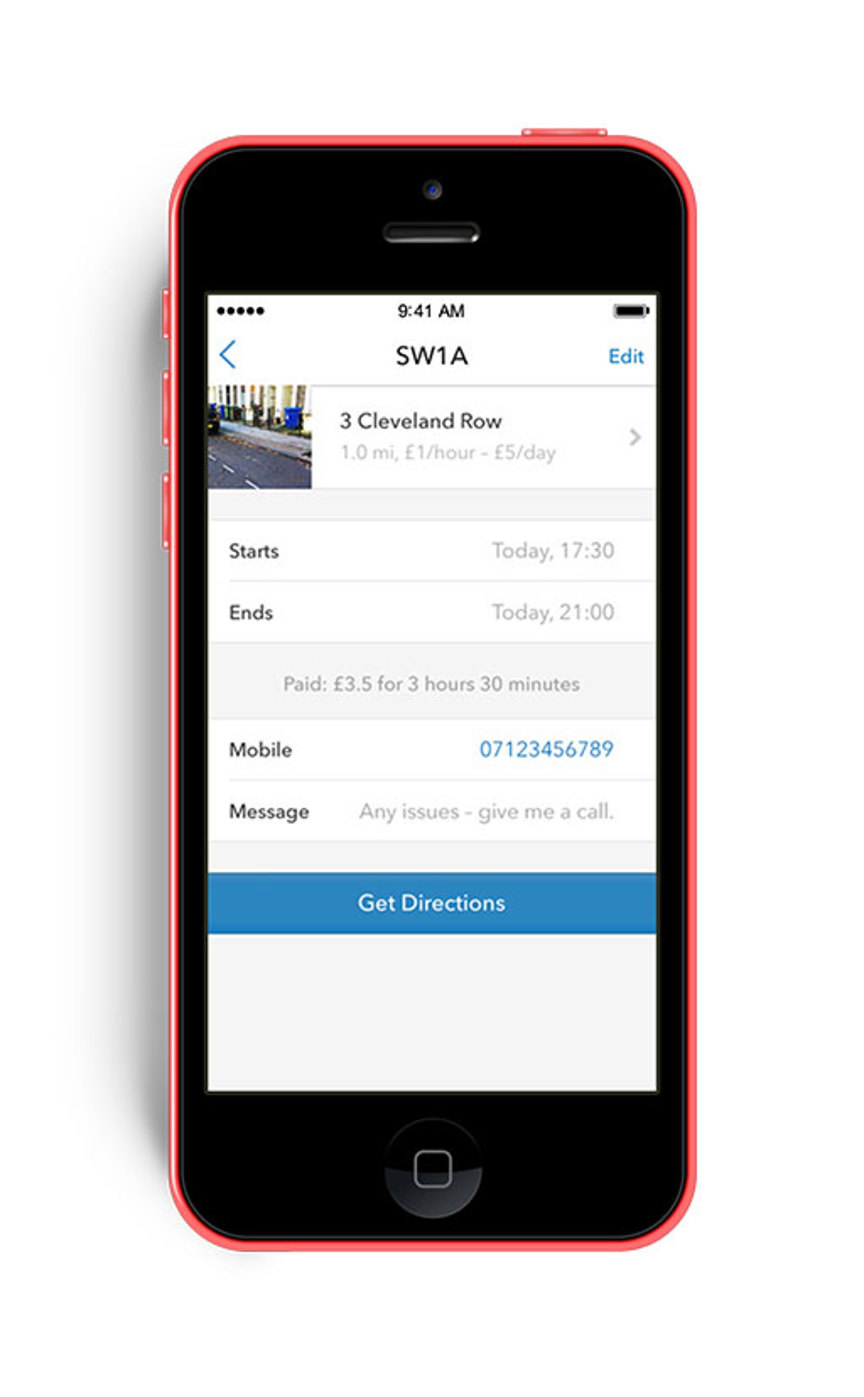 9:41 AM
SW1A
Edit
3 Cleveland Row
1.0 mi, £1/hour – £5/day
Starts
Today, 17:30
Ends
Today, 21:00
Paid: £3.5 for 3 hours 30 minutes
Mobile
07123456789
Message
Any issues – give me a call.
Get Directions